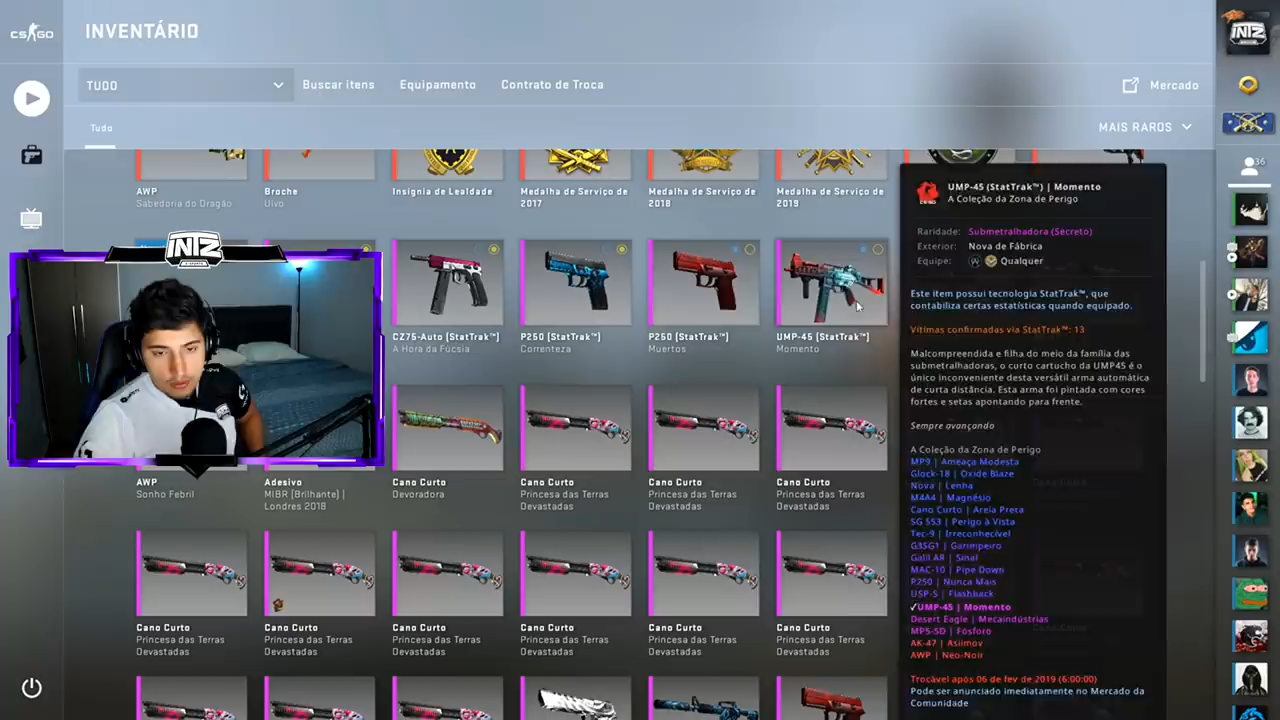 CS:GO
INVENTÁRIO
TUDO
Buscar itens
Equipamento
Contrato de Troca
Mercado
Tudo
MAIS RAROS
36
AWP
Sabedoria do Dragão
Broche
Uivo
Insígnia de Lealdade
Medalha de Serviço de
2017
Medalha de Serviço de
2018
Medalha de Serviço de
2019
INTZ
CZ75-Auto (StatTrak™)
A Hora da Fúcsia
P250 (StatTrak™)
Correnteza
P250 (StatTrak™)
Muertos
UMP-45 (StatTrak™)
Momento
AWP
Sonho Febril
Adesivo
MIBR (Brilhante) |
Londres 2018
Cano Curto
Devoradora
Cano Curto
Princesa das Terras
Devastadas
Cano Curto
Princesa das Terras
Devastadas
Cano Curto
Princesa das Terras
Devastadas
Cano Curto
Princesa das Terras
Devastadas
Cano Curto
Princesa das Terras
Devastadas
Cano Curto
Princesa das Terras
Devastadas
Cano Curto
Princesa das Terras
Devastadas
Cano Curto
Princesa das Terras
Devastadas
Cano Curto
Princesa das Terras
Devastadas
UMP-45 (StatTrak™) | Momento
A Coleção da Zona de Perigo
Raridade: Submetralhadora (Secreto)
Exterior: Nova de Fábrica
Equipe: Qualquer
Este item possui tecnologia StatTrak™, que
contabiliza certas estatísticas quando equipado.
Vítimas confirmadas via StatTrak™: 13
Malcompreendida e filha do meio da família das
submetralhadoras, o curto cartucho da UMP45 é o
único inconveniente desta versátil arma automática
de curta distância. Esta arma foi pintada com cores
fortes e setas apontando para frente.
Sempre avançando
A Coleção da Zona de Perigo
MP9 | Ameaça Modesta
Glock-18 | Oxide Blaze
Nova | Lenha
M4A4 | Magnésio
Cano Curto | Areia Preta
SG 553 | Perigo à Vista
Tec-9 | Irreconhecível
G3SG1 | Garimpeiro
Galil AR | Sinal
MAC-10 | Pipe Down
P250 | Nunca Mais
USP-S | Flashback
✓UMP-45 | Momento
Desert Eagle | Mecaindústrias
MP5-SD | Fósforo
AK-47 | Asiimov
AWP | Neo-Noir
Trocável após 06 de fev de 2019 (6:00:00)
Pode ser anunciado imediatamente no Mercado da
Comunidade
INTZ